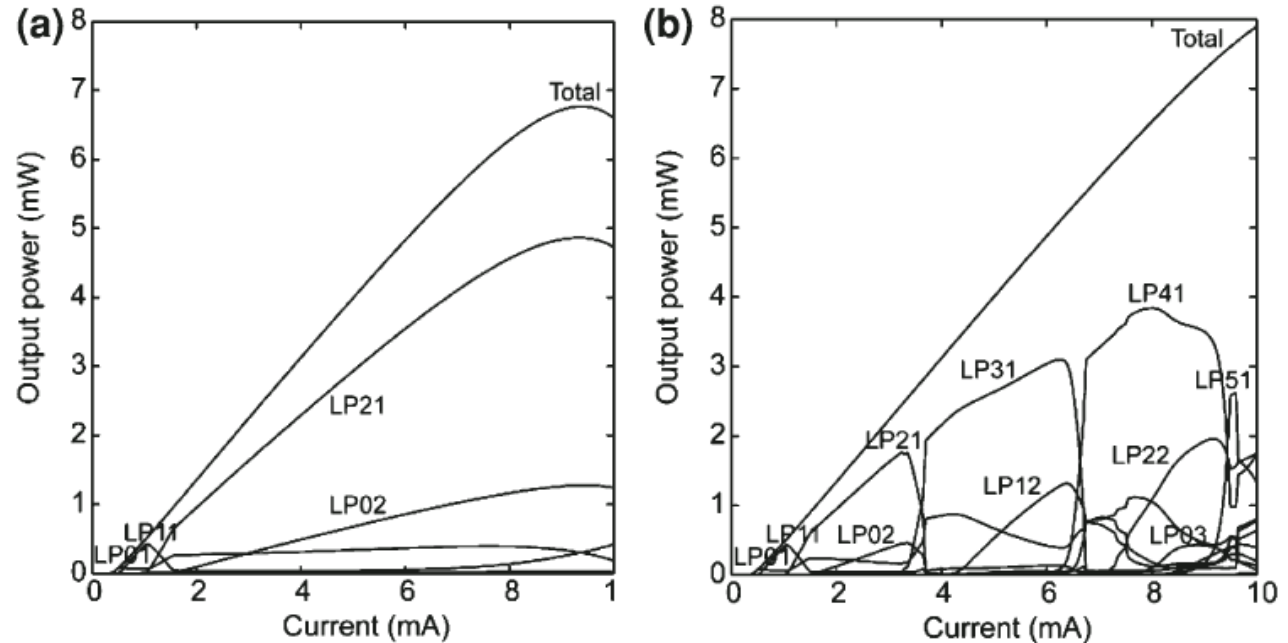 (a)
8
7
6
5
4
3
2
1
0
Output power (mW)
Total
LP21
LP02
LP11
LP01
0 2 4 6 8 1
Current (mA)
(b)
8
7
6
5
4
3
2
1
0
Output power (mW)
Total
LP41
LP51
LP31
LP21
LP22
LP12
LP11
LP02
LP03
LP01
0 2 4 6 8 10
Current (mA)